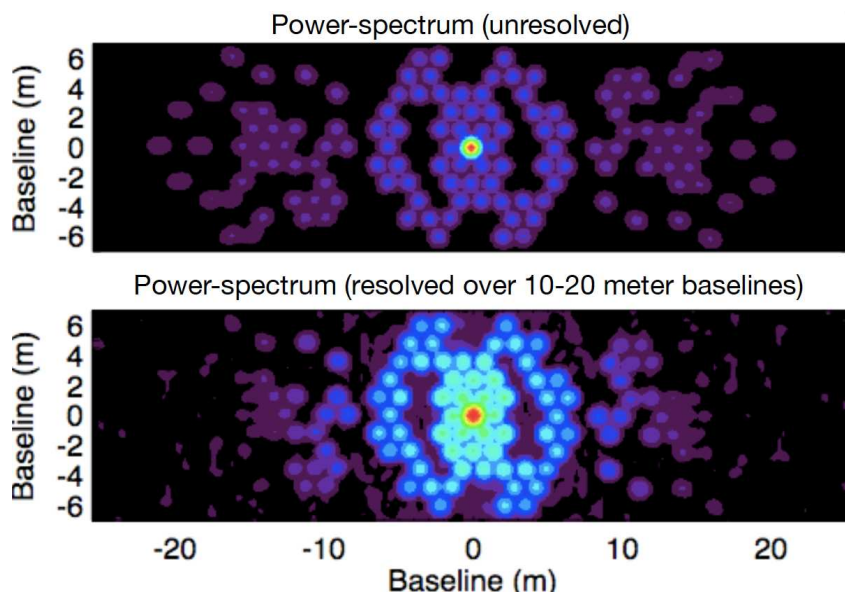 Power-spectrum (unresolved)
Baseline (m)
6
4
2
0
-2
-4
-6
Power-spectrum (resolved over 10-20 meter baselines)
Baseline (m)
6
4
2
0
-2
-4
-6
-20 -10 0 10 20
Baseline (m)